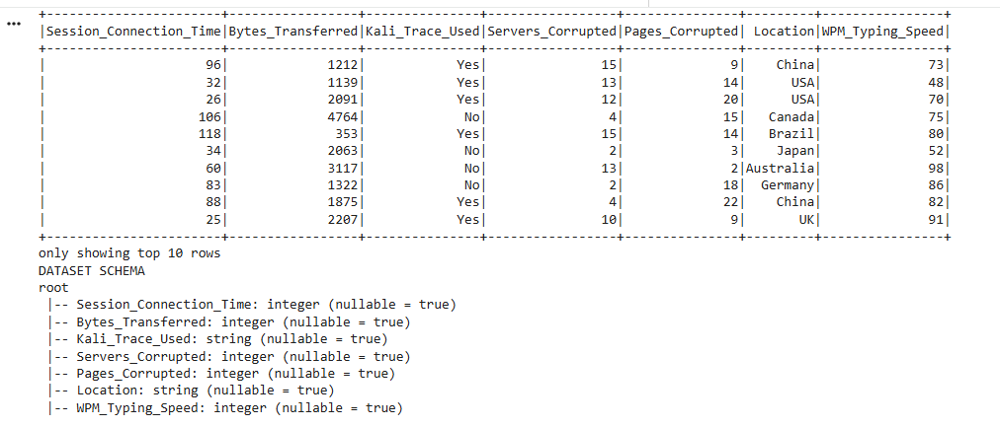 +-----------------------+-----------------+---------------+-----------------+---------------+---------+----------------+
|Session_Connection_Time|Bytes_Transferred|Kali_Trace_Used|Servers_Corrupted|Pages_Corrupted| Location|WPM_Typing_Speed|
+-----------------------+-----------------+---------------+-----------------+---------------+---------+----------------+
|                     96|             1212|            Yes|               15|              9|    China|              73|
|                     32|             1139|            Yes|               13|             14|      USA|              48|
|                     26|             2091|            Yes|               12|             20|      USA|              70|
|                    106|             4764|             No|                4|             15|   Canada|              75|
|                    118|              353|            Yes|               15|             14|   Brazil|              80|
|                     34|             2063|             No|                2|              3|    Japan|              52|
|                     60|             3117|             No|               13|              2|Australia|              98|
|                     83|             1322|             No|                2|             18|  Germany|              86|
|                     88|             1875|            Yes|                4|             22|    China|              82|
|                     25|             2207|            Yes|               10|              9|       UK|              91|
+-----------------------+-----------------+---------------+-----------------+---------------+---------+----------------+
only showing top 10 rows
DATASET SCHEMA
root
 |-- Session_Connection_Time: integer (nullable = true)
 |-- Bytes_Transferred: integer (nullable = true)
 |-- Kali_Trace_Used: string (nullable = true)
 |-- Servers_Corrupted: integer (nullable = true)
 |-- Pages_Corrupted: integer (nullable = true)
 |-- Location: string (nullable = true)
 |-- WPM_Typing_Speed: integer (nullable = true)